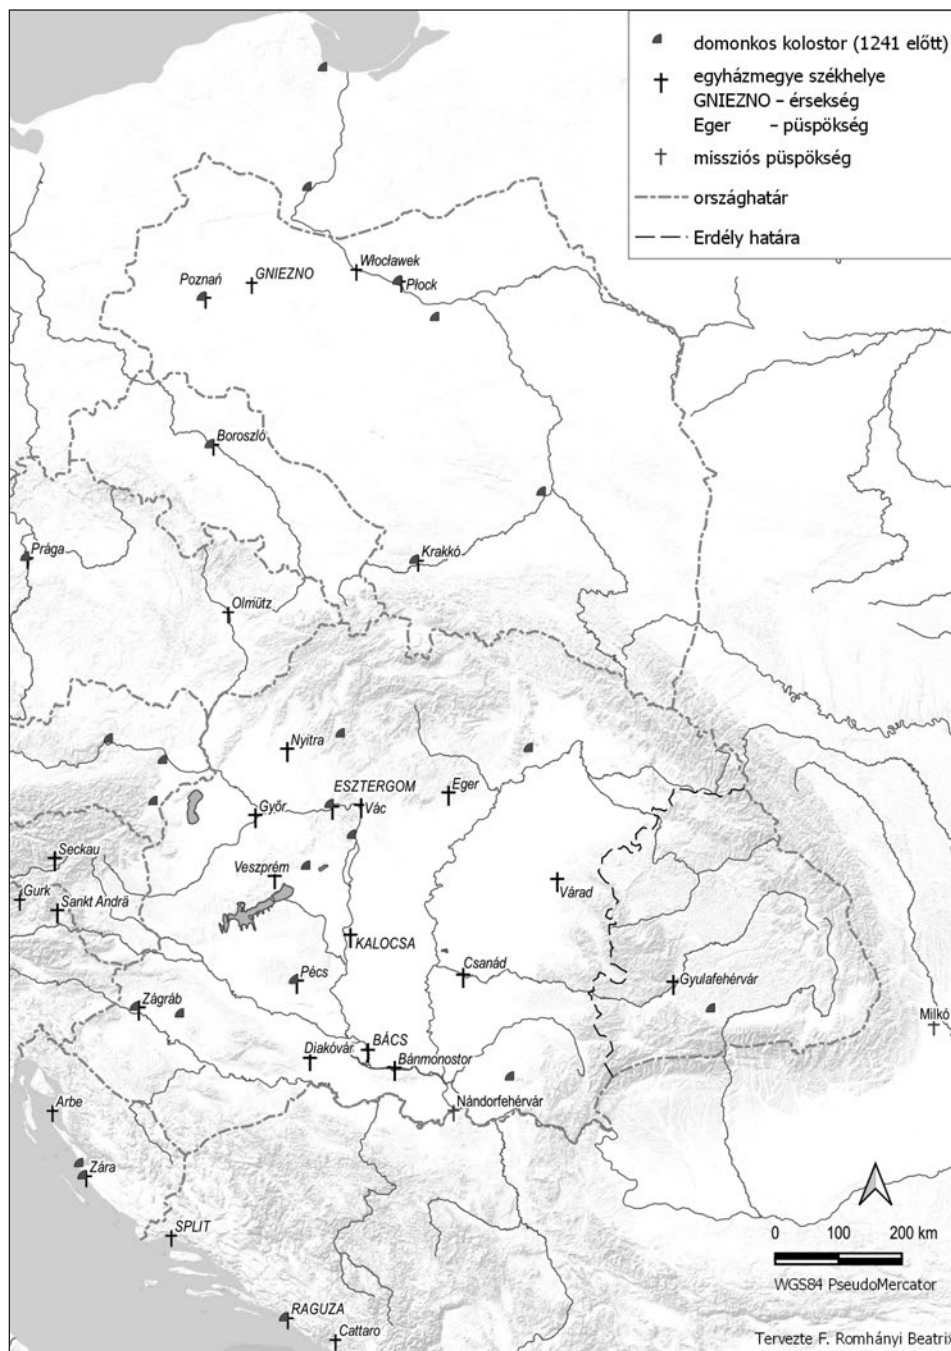 domonkos kolostor (1241 előtt)
egyházmegye székhelye
GNIEZNO – érsekség
Eger – püspökség
missziós püspökség
országhatár
Erdély határa
Włocławek
GNIEZNO
Poznań
Płock
Boroszló
Prága
Krakkó
Olmütz
Nyitra
ESZTERGOM
Eger
Győr
Vác
Seckau
Veszprém
Várad
Gurk
Sankt Andrä
KALOCSA
Csanád
Pécs
Gyulafehérvár
Zágráb
Milkó
BÁCS
Diakóvár
Bánmonostor
Arbe
Nándorfehérvár
Zára
SPLIT
0 100 200 km
WGS84 PseudoMercator
RAGUZA
Cattaro
Tervezte F. Romhányi Beatrix